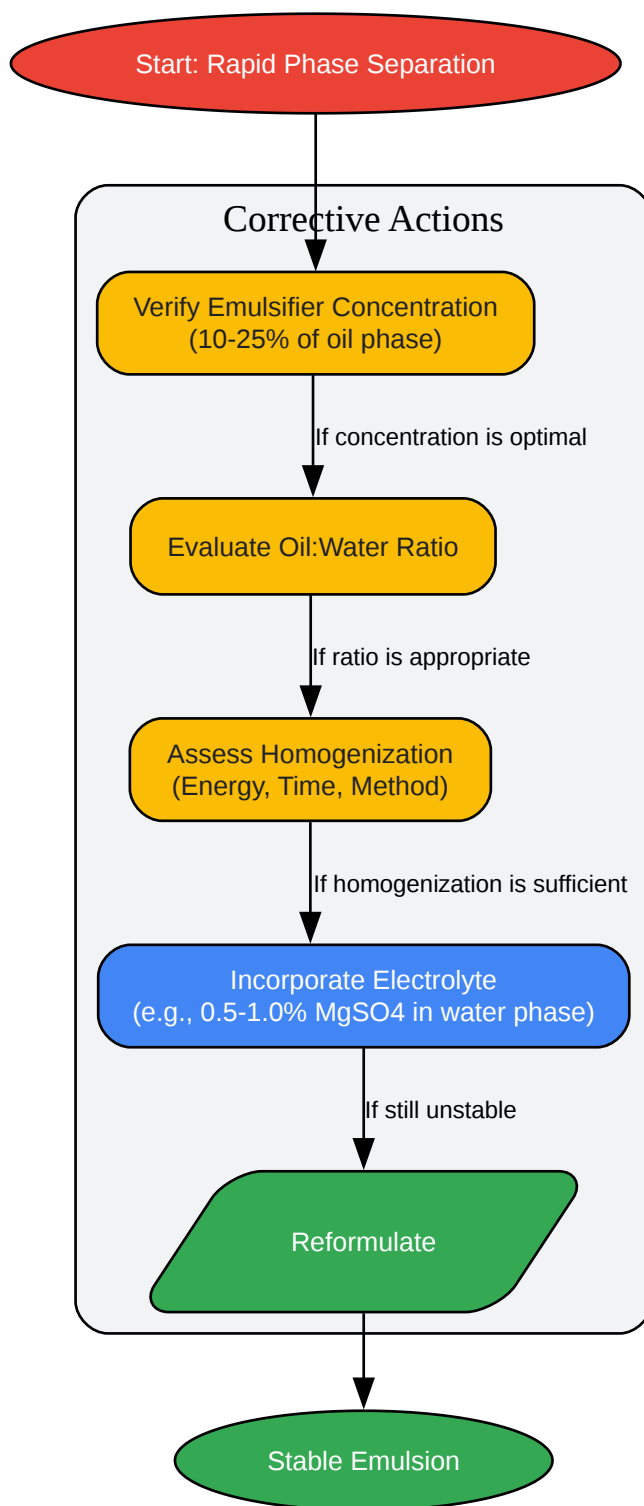 Start: Rapid Phase Separation
Corrective Actions
Verify Emulsifier Concentration
(10-25% of oil phase)
If concentration is optimal
Evaluate Oil:Water Ratio
If ratio is appropriate
Assess Homogenization
(Energy, Time, Method)
If homogenization is sufficient
Incorporate Electrolyte
(e.g., 0.5-1.0% MgSO4 in water phase)
If still unstable
Reformulate
Stable Emulsion